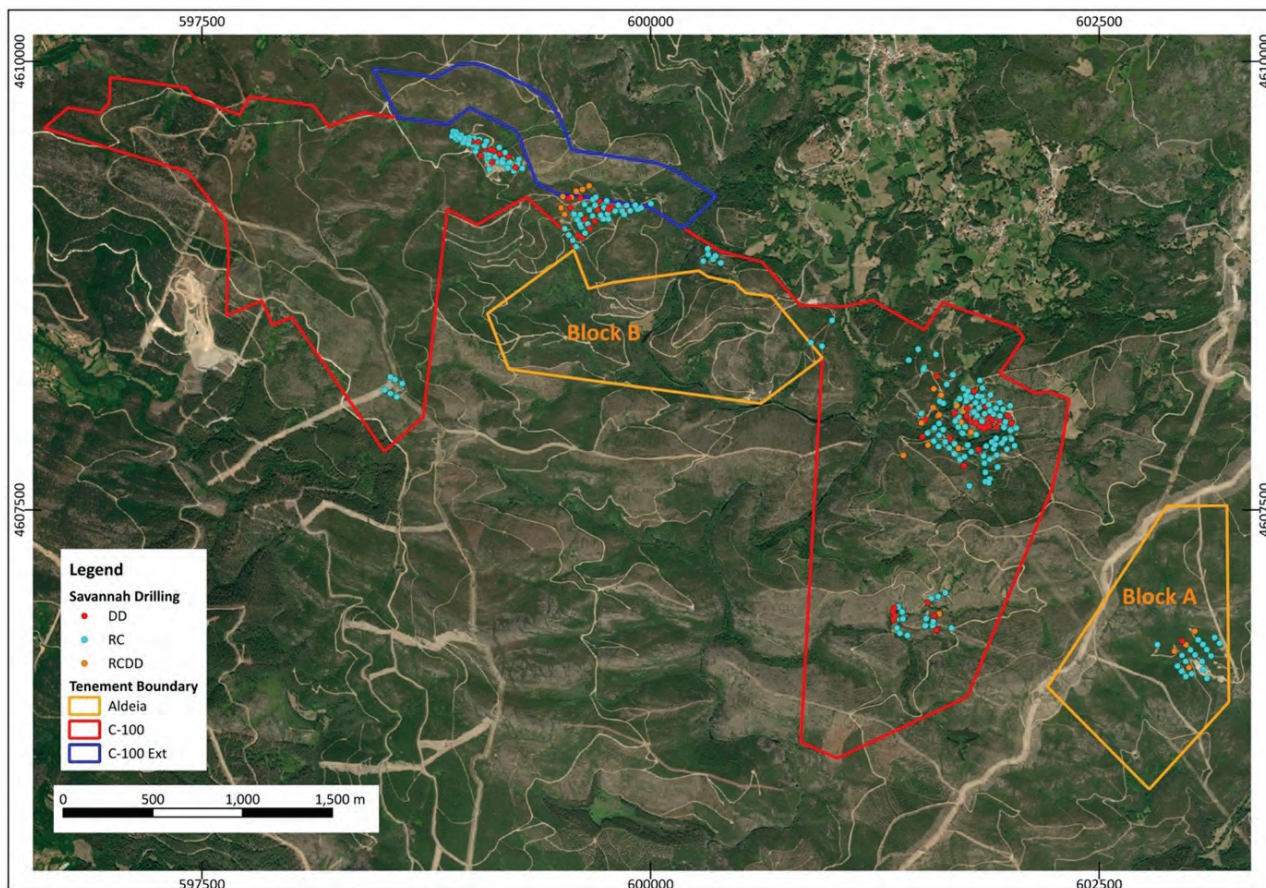 597500
600000
602500
4610000
4610000
Block B
4607500
4607500
Block A
Legend
Savannah Drilling
DD
RC
RCDD
Tenement Boundary
Aldeia
C-100
C-100 Ext
0 500 1,000 1,500 m
597500
600000
602500